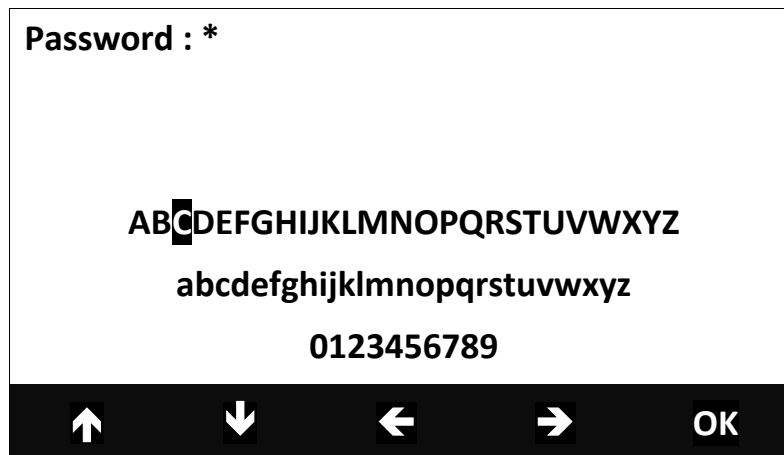 Password : *
ABCDEFGHIJKLMNOPQRSTUVWXYZ
abcdefghijklmnopqrstuvwxyz
0123456789
↑ ↓ ← → OK